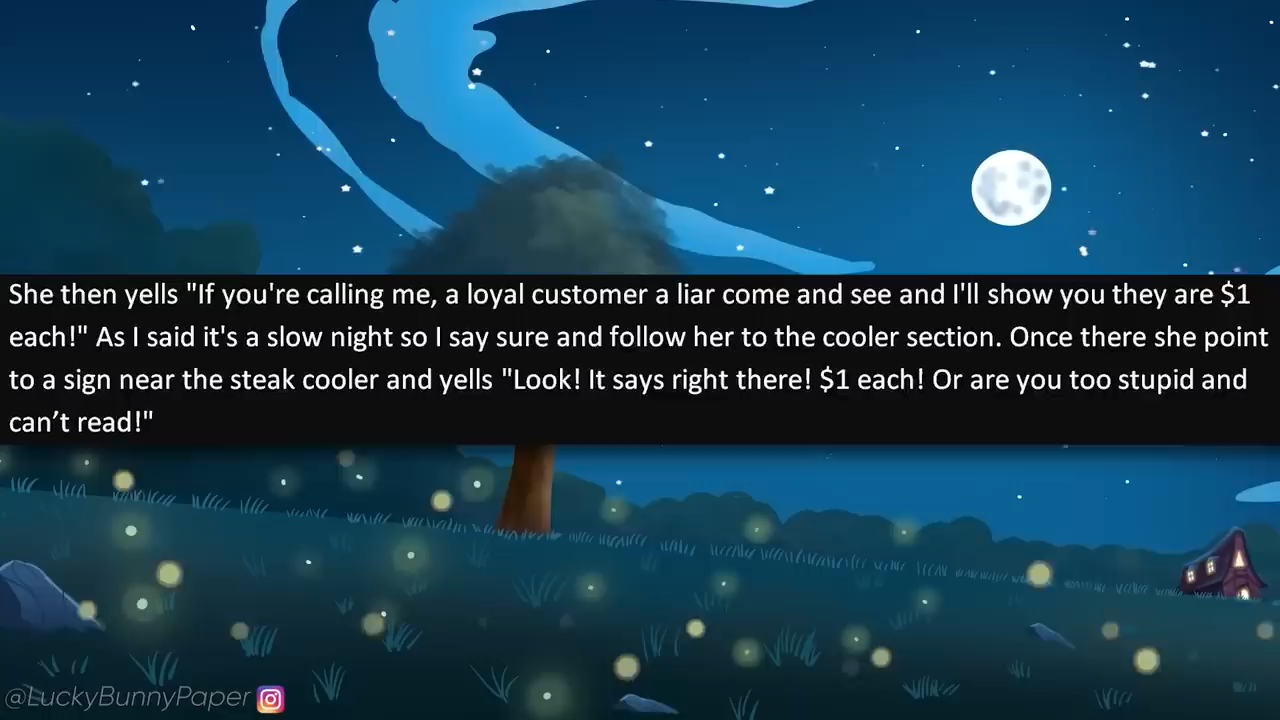 She then yells "If you're calling me, a loyal customer a liar come and see and I'll show you they are $1
each!" As I said it's a slow night so I say sure and follow her to the cooler section. Once there she point
to a sign near the steak cooler and yells "Look! It says right there! $1 each! Or are you too stupid and
can’t read!"
@LuckyBunnyPaper